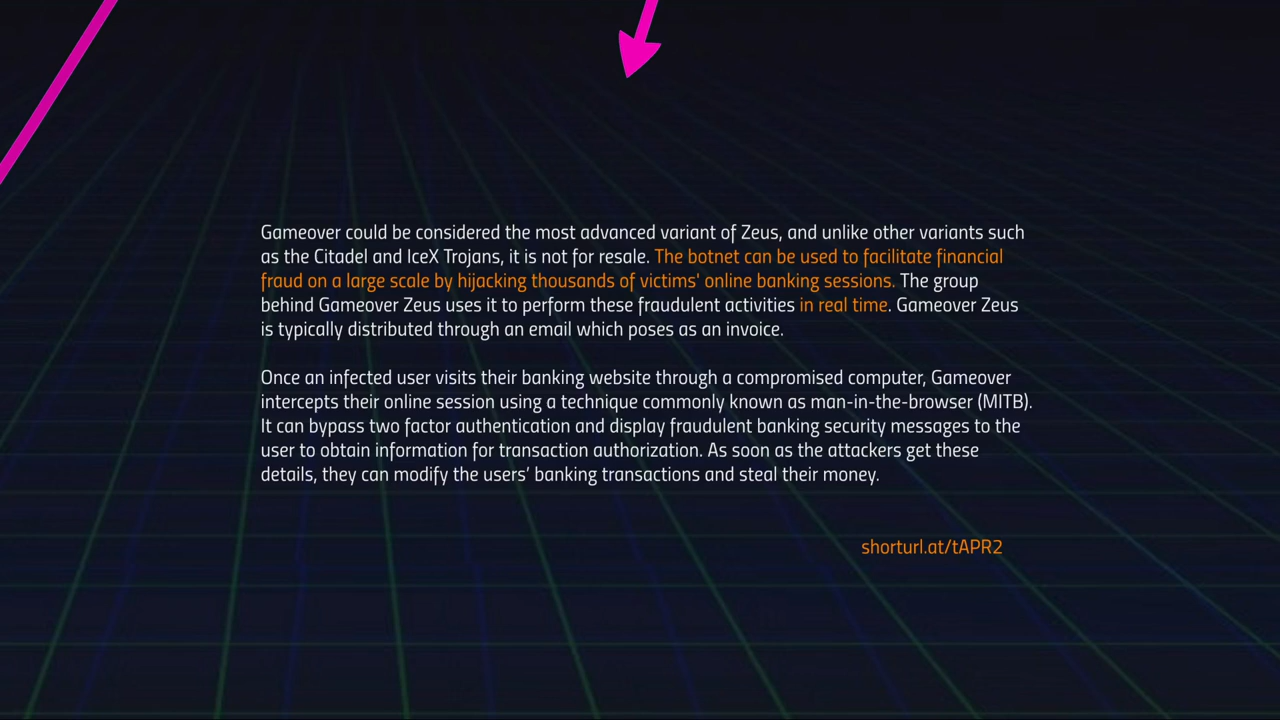 Gameover could be considered the most advanced variant of Zeus, and unlike other variants such
as the Citadel and IceX Trojans, it is not for resale. The botnet can be used to facilitate financial
fraud on a large scale by hijacking thousands of victims' online banking sessions. The group
behind Gameover Zeus uses it to perform these fraudulent activities in real time. Gameover Zeus
is typically distributed through an email which poses as an invoice.
Once an infected user visits their banking website through a compromised computer, Gameover
intercepts their online session using a technique commonly known as man-in-the-browser (MITB).
It can bypass two factor authentication and display fraudulent banking security messages to the
user to obtain information for transaction authorization. As soon as the attackers get these
details, they can modify the users’ banking transactions and steal their money.
shorturl.at/tAPR2